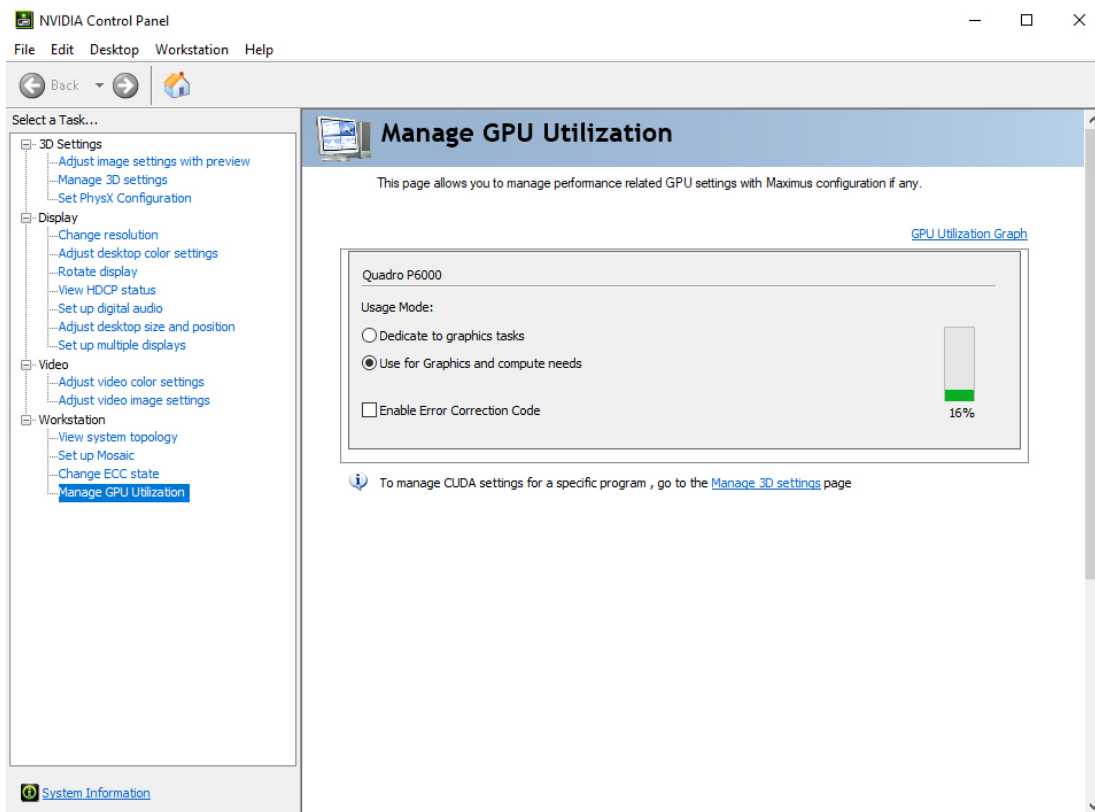 NVIDIA Control Panel
File Edit Desktop Workstation Help
Back
Select a Task...
3D Settings
Adjust image settings with preview
Manage 3D settings
Set PhysX Configuration
Display
Change resolution
Adjust desktop color settings
Rotate display
View HDCP status
Set up digital audio
Adjust desktop size and position
Set up multiple displays
Video
Adjust video color settings
Adjust video image settings
Workstation
View system topology
Set up Mosaic
Change ECC state
Manage GPU Utilization
System Information
Manage GPU Utilization
This page allows you to manage performance related GPU settings with Maximus configuration if any.
GPU Utilization Graph
Quadro P6000
Usage Mode:
Dedicate to graphics tasks
Use for Graphics and compute needs
Enable Error Correction Code
16%
To manage CUDA settings for a specific program , go to the Manage 3D settings page